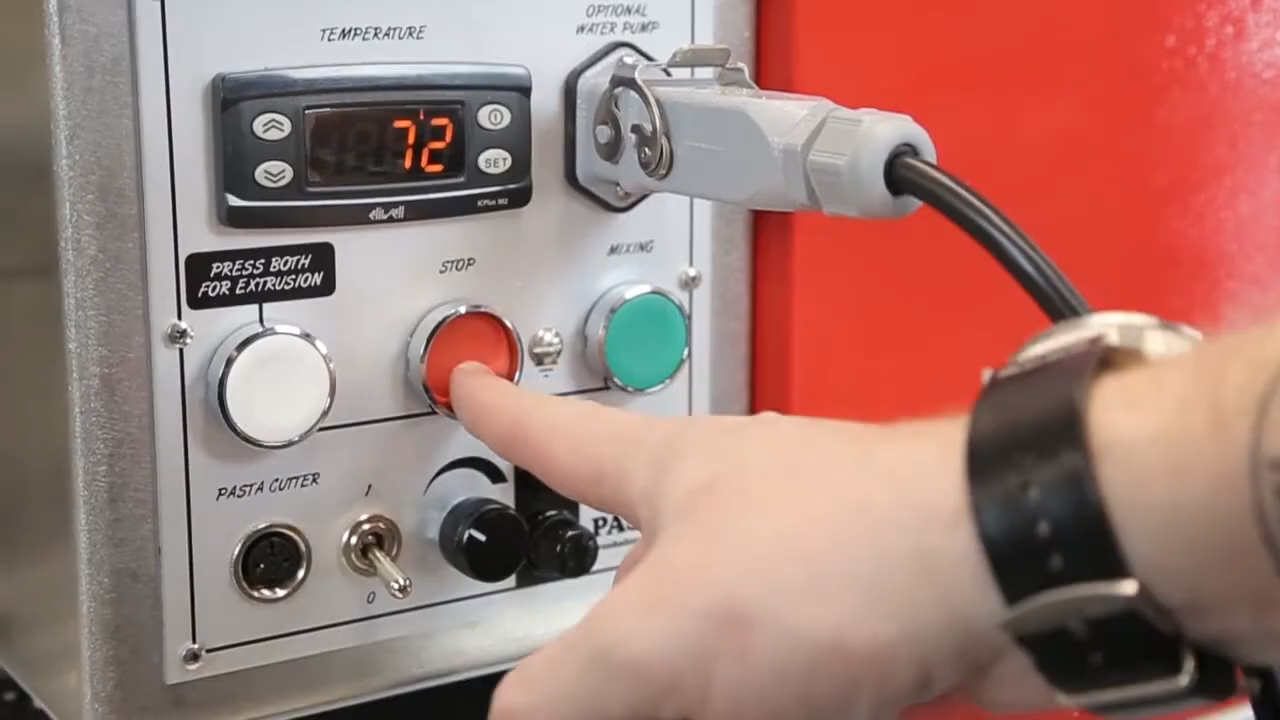 TEMPERATURE
OPTIONAL
WATER PUMP
72
SET
eliwell
PRESS BOTH
FOR EXTRUSION
STOP
MIXING
PASTA CUTTER
1
0